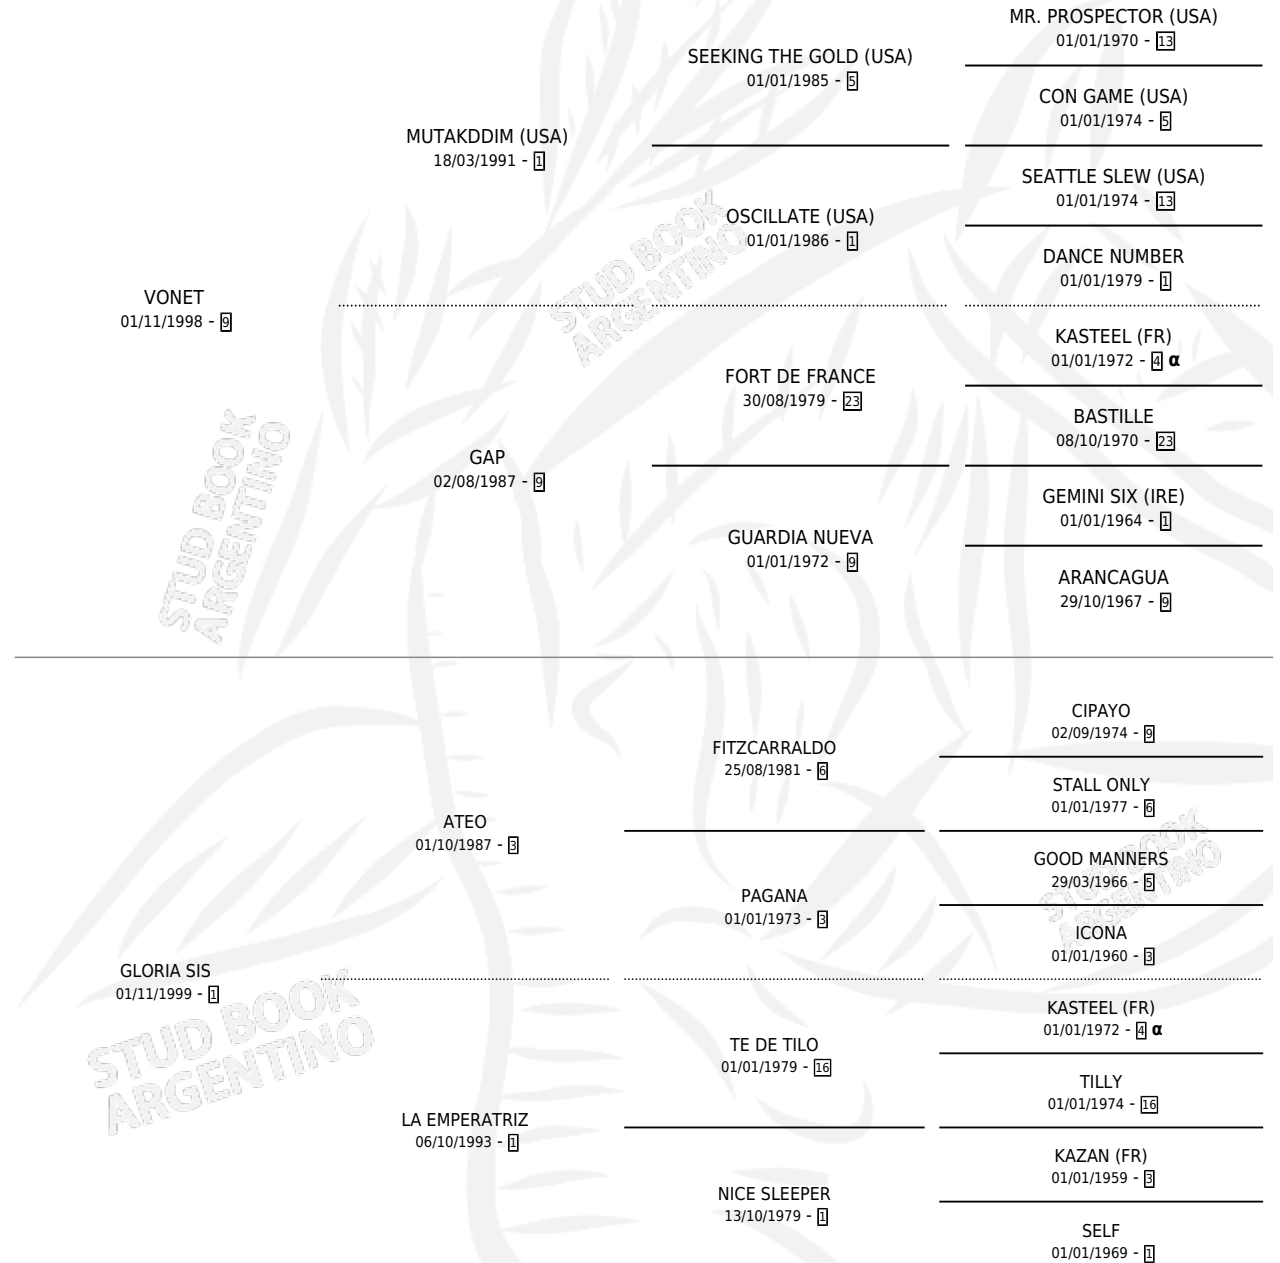 MR. PROSPECTOR (USA)
01/01/1970 - 13
SEEKING THE GOLD (USA)
01/01/1985 - 5
CON GAME (USA)
01/01/1974 - 5
MUTAKDDIM (USA)
18/03/1991 - 1
SEATTLE SLEW (USA)
01/01/1974 - 13
OSCILLATE (USA)
01/01/1986 - 1
DANCE NUMBER
01/01/1979 - 1
STUD BOOK
ARGENTINO
VONET
01/11/1998 - 9
KASTEEL (FR)
01/01/1972 - 4 α
FORT DE FRANCE
30/08/1979 - 23
BASTILLE
08/10/1970 - 23
GAP
02/08/1987 - 9
GEMINI SIX (IRE)
01/01/1964 - 1
GUARDIA NUEVA
01/01/1972 - 9
ARANCAGUA
29/10/1967 - 9
STUD BOOK
ARGENTINO
CIPAYO
02/09/1974 - 9
FITZCARRALDO
25/08/1981 - 6
STALL ONLY
01/01/1977 - 6
ATEO
01/10/1987 - 3
GOOD MANNERS
29/03/1966 - 5
PAGANA
01/01/1973 - 3
ICONA
01/01/1960 - 3
STUD BOOK
ARGENTINO
GLORIA SIS
01/11/1999 - 1
KASTEEL (FR)
01/01/1972 - 4 α
TE DE TILO
01/01/1979 - 16
TILLY
01/01/1974 - 16
STUD BOOK
ARGENTINO
LA EMPERATRIZ
06/10/1993 - 1
KAZAN (FR)
01/01/1959 - 3
NICE SLEEPER
13/10/1979 - 1
SELF
01/01/1969 - 1